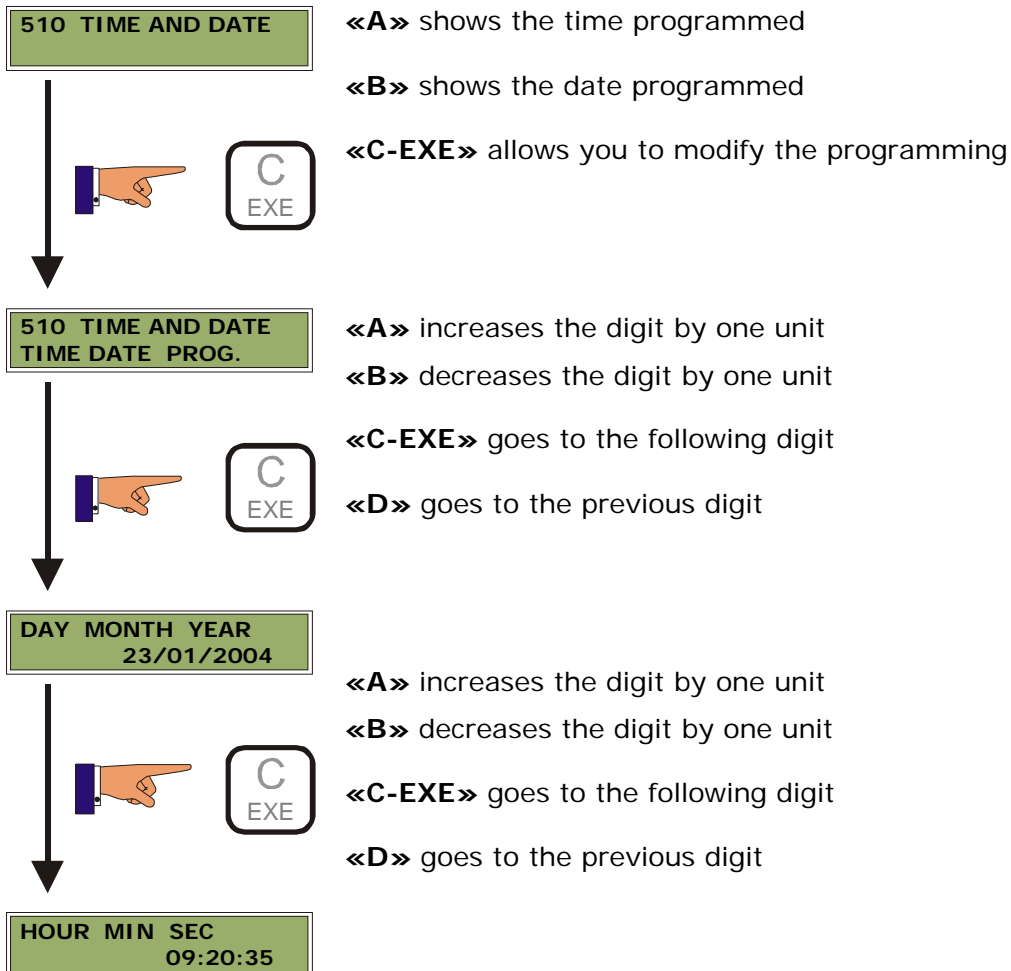 510 TIME AND DATE
«A» shows the time programmed
«B» shows the date programmed
«C-EXE» allows you to modify the programming
C
EXE
510 TIME AND DATE
TIME DATE PROG.
«A» increases the digit by one unit
«B» decreases the digit by one unit
«C-EXE» goes to the following digit
«D» goes to the previous digit
C
EXE
DAY MONTH YEAR
23/01/2004
«A» increases the digit by one unit
«B» decreases the digit by one unit
«C-EXE» goes to the following digit
«D» goes to the previous digit
C
EXE
HOUR MIN SEC
09:20:35